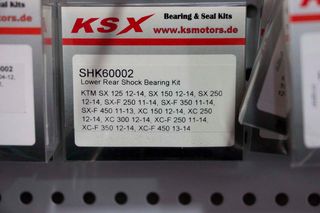 KSX Bearing & Seal Kits
www.ksmotors.de
SHK60002
Lower Rear Shock Bearing Kit
KTM SX 125 12-14, SX 150 12-14, SX 250
12-14, SX-F 250 11-14, SX-F 350 11-14,
SX-F 450 11-13, XC 150 12-14, XC 250
12-14, XC 300 12-14, XC-F 250 11-14,
XC-F 350 12-14, XC-F 450 13-14
0002